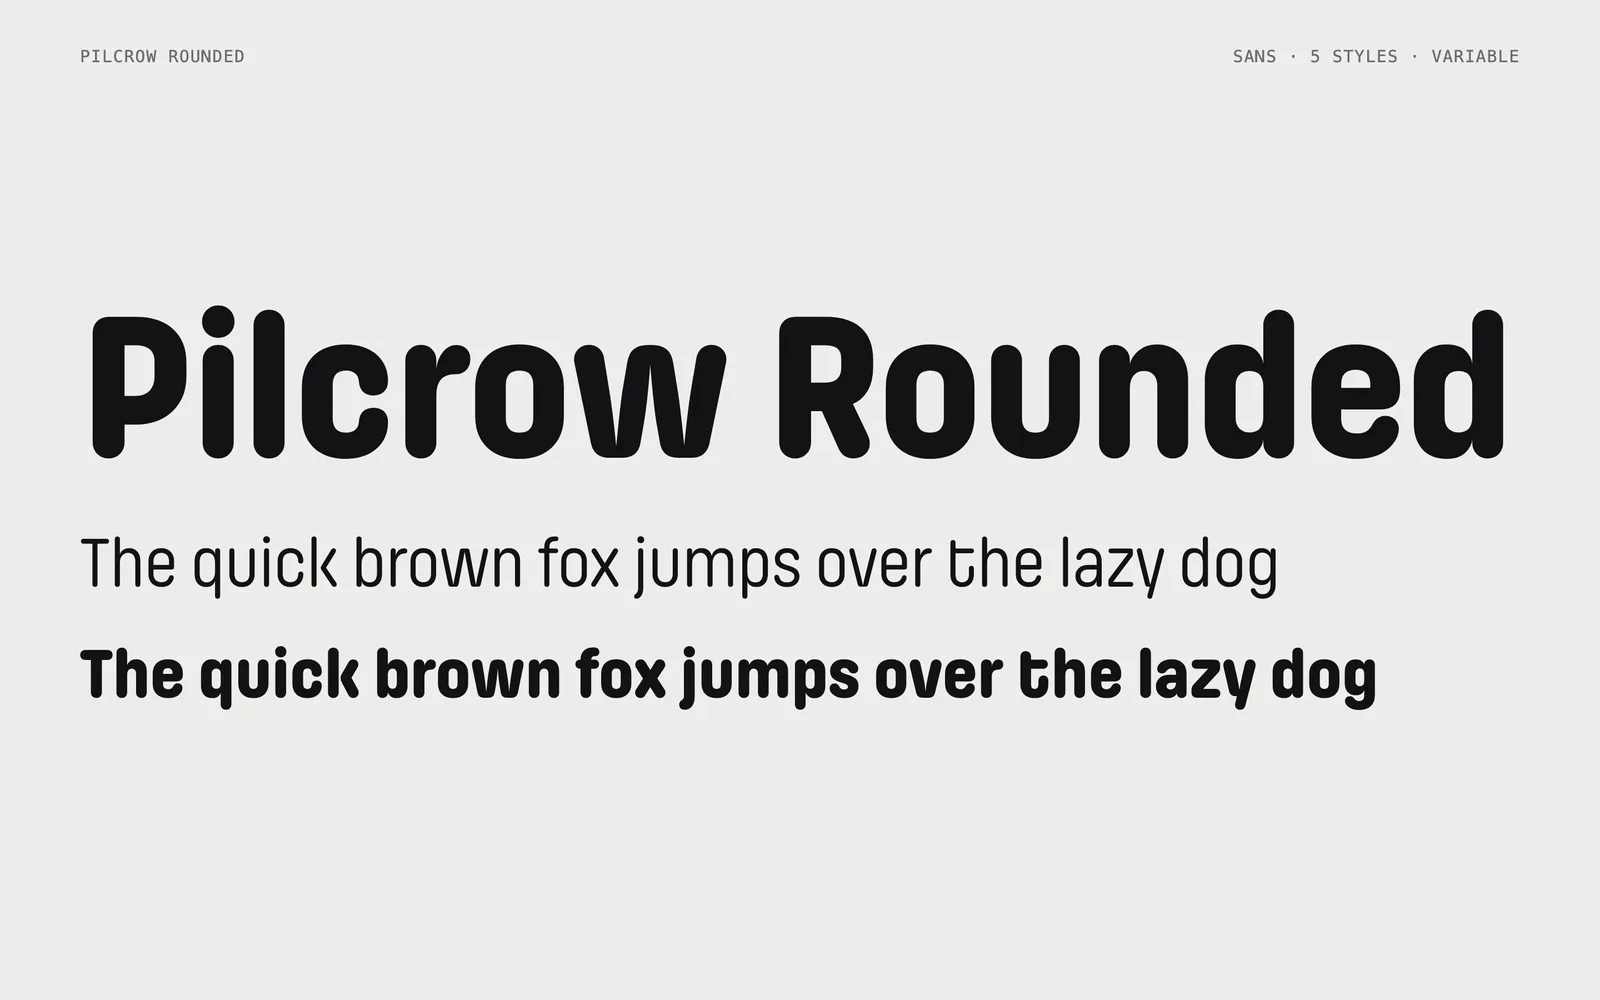 PILCROW ROUNDED
SANS · 5 STYLES · VARIABLE
Pilcrow Rounded
The quick brown fox jumps over the lazy dog
The quick brown fox jumps over the lazy dog